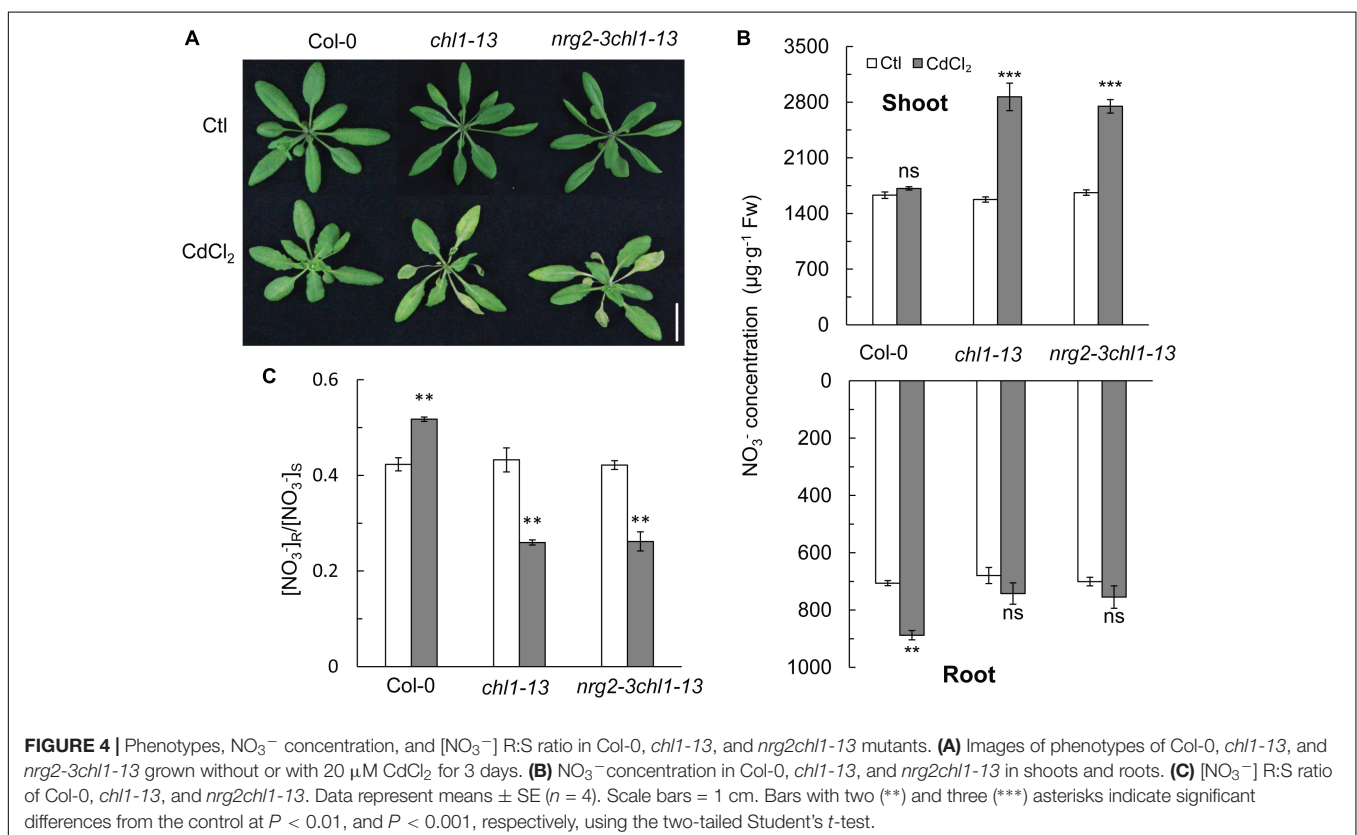 A
Col-0
chl1-13
nrg2-3chl1-13
Ctl
CdCl₂
B
NO₃⁻ concentration (µg·g⁻¹ Fw)
3500
2800
2100
1400
700
0
Ctl CdCl₂
Shoot
ns
***
***
Col-0 chl1-13 nrg2-3chl1-13
0
200
400
600
800
1000
**
ns
ns
Root
C
[NO₃⁻]R/[NO₃⁻]S
0.6
0.4
0.2
0
**
**
**
Col-0 chl1-13 nrg2-3chl1-13
FIGURE 4 | Phenotypes, NO₃⁻ concentration, and [NO₃⁻] R:S ratio in Col-0, chl1-13, and nrg2chl1-13 mutants. (A) Images of phenotypes of Col-0, chl1-13, and
nrg2-3chl1-13 grown without or with 20 μM CdCl₂ for 3 days. (B) NO₃⁻concentration in Col-0, chl1-13, and nrg2chl1-13 in shoots and roots. (C) [NO₃⁻] R:S ratio
of Col-0, chl1-13, and nrg2chl1-13. Data represent means ± SE (n = 4). Scale bars = 1 cm. Bars with two (**) and three (***) asterisks indicate significant
differences from the control at P < 0.01, and P < 0.001, respectively, using the two-tailed Student's t-test.